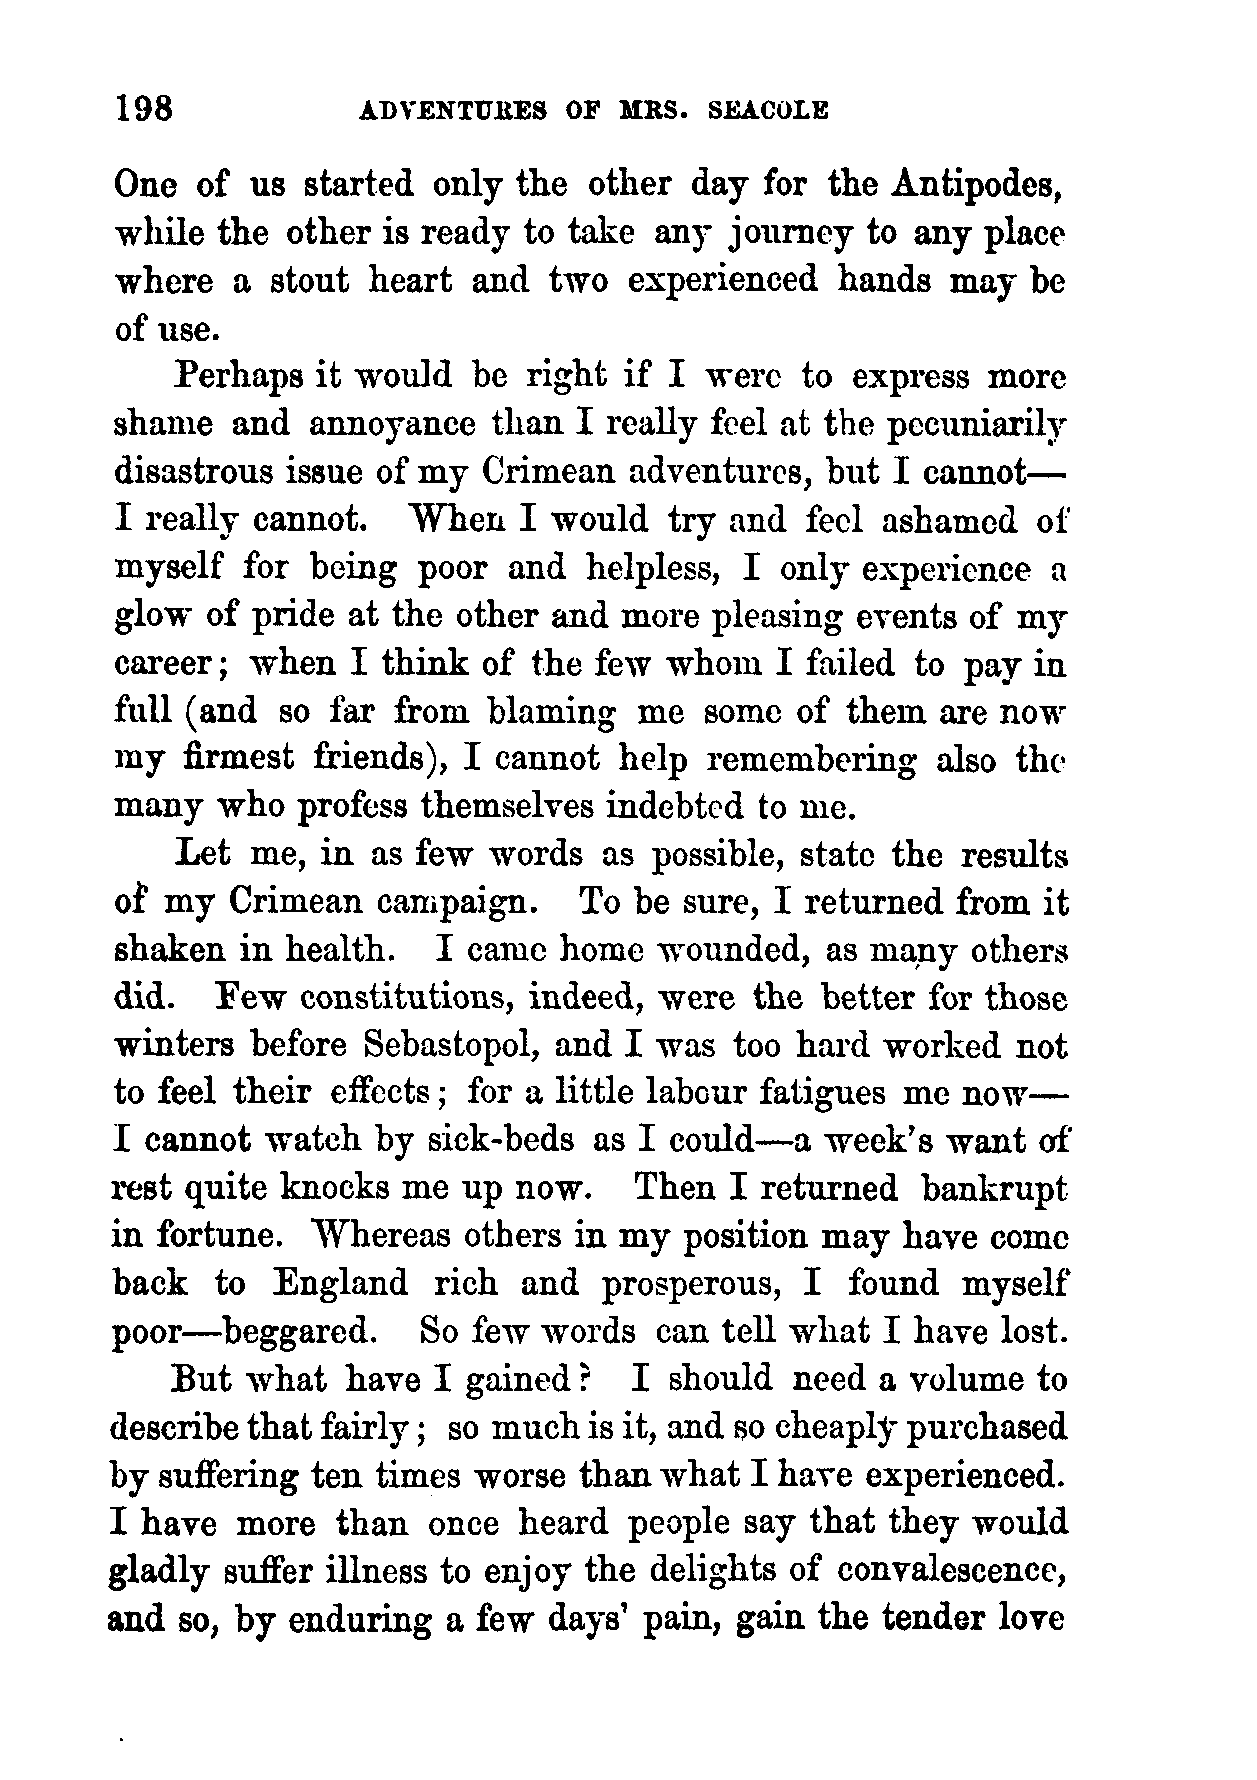 198 ADVENTURES OF MRS. SEACOLE
One of us started only the other day for the Antipodes,
while the other is ready to take any journey to any place
where a stout heart and two experienced hands may be
of use.
Perhaps it would be right if I were to express more
shame and annoyance than I really feel at the pecuniarily
disastrous issue of my Crimean adventures, but I cannot—
I really cannot. When I would try and feel ashamed of
myself for being poor and helpless, I only experience a
glow of pride at the other and more pleasing events of my
career; when I think of the few whom I failed to pay in
full (and so far from blaming me some of them are now
my firmest friends), I cannot help remembering also the
many who profess themselves indebted to me.
Let me, in as few words as possible, state the results
of my Crimean campaign. To be sure, I returned from it
shaken in health. I came home wounded, as many others
did. Few constitutions, indeed, were the better for those
winters before Sebastopol, and I was too hard worked not
to feel their effects; for a little labour fatigues me now—
I cannot watch by sick-beds as I could—a week's want of
rest quite knocks me up now. Then I returned bankrupt
in fortune. Whereas others in my position may have come
back to England rich and prosperous, I found myself
poor—beggared. So few words can tell what I have lost.
But what have I gained? I should need a volume to
describe that fairly; so much is it, and so cheaply purchased
by suffering ten times worse than what I have experienced.
I have more than once heard people say that they would
gladly suffer illness to enjoy the delights of convalescence,
and so, by enduring a few days' pain, gain the tender love